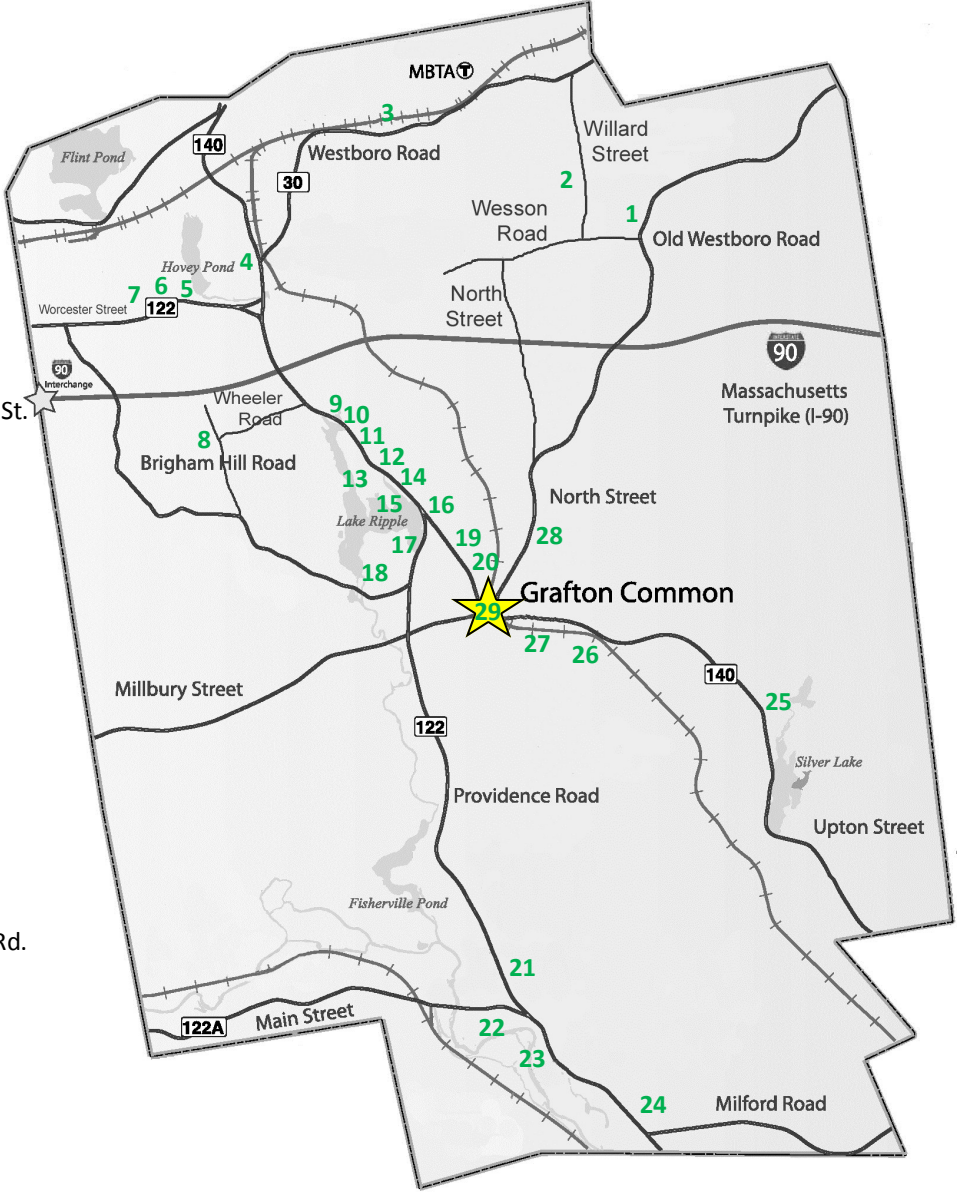 MBTA T
3
Willard
Street
140
Flint Pond
Westboro Road
30
2
Wesson
Road
1
Old Westboro Road
4
Hovey Pond
6
5
7
122
Worcester Street
North
Street
90
Interchange
90
Massachusetts
Turnpike (I-90)
St.
Wheeler
Road
9
10
11
8
12
Brigham Hill Road
14
13
15
16
North Street
Lake Ripple
28
19
17
20
18
Grafton Common
29
27
26
140
Millbury Street
25
122
Silver Lake
Providence Road
Upton Street
Fisherville Pond
Rd.
21
Main Street
122A
22
23
24
Milford Road